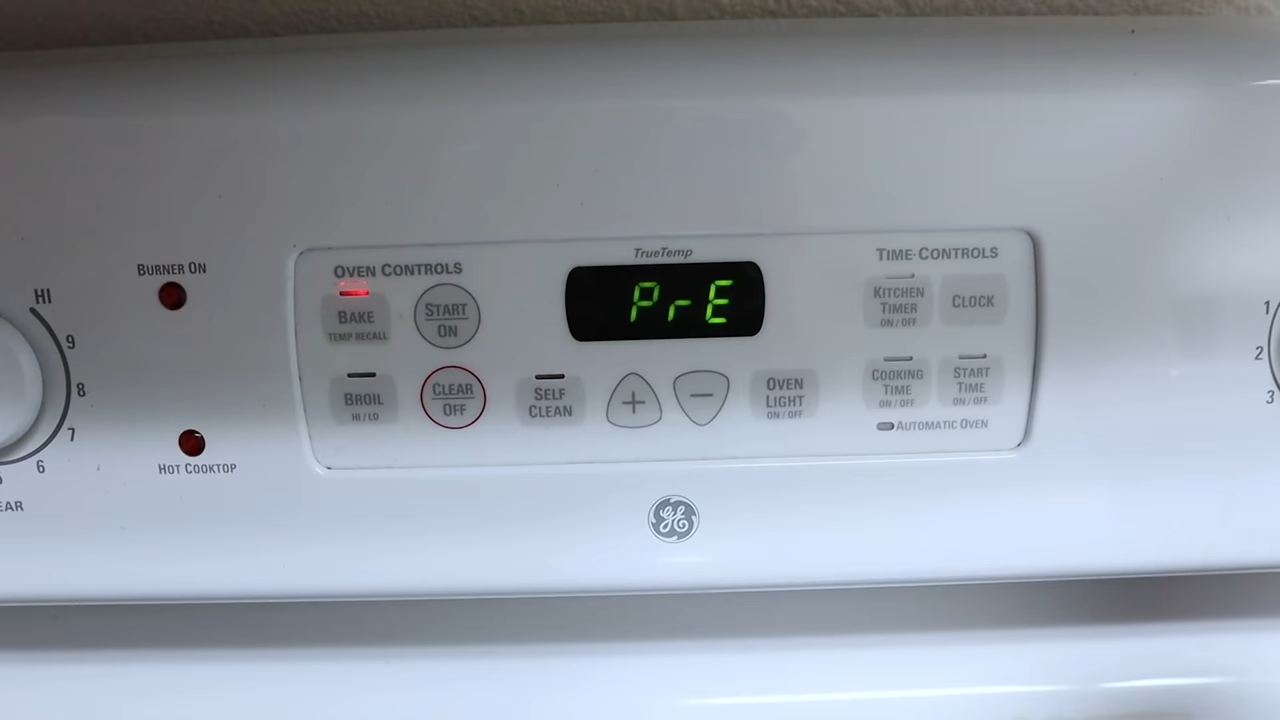 HI
9
8
7
6
EAR
BURNER ON
HOT COOKTOP
OVEN CONTROLS
BAKE
TEMP RECALL
START
ON
BROIL
HI / LO
CLEAR
OFF
SELF
CLEAN
TrueTemp
PrE
+
−
OVEN
LIGHT
ON / OFF
TIME CONTROLS
KITCHEN
TIMER
ON / OFF
CLOCK
COOKING
TIME
ON / OFF
START
TIME
ON / OFF
AUTOMATIC OVEN
GE
1
2
3